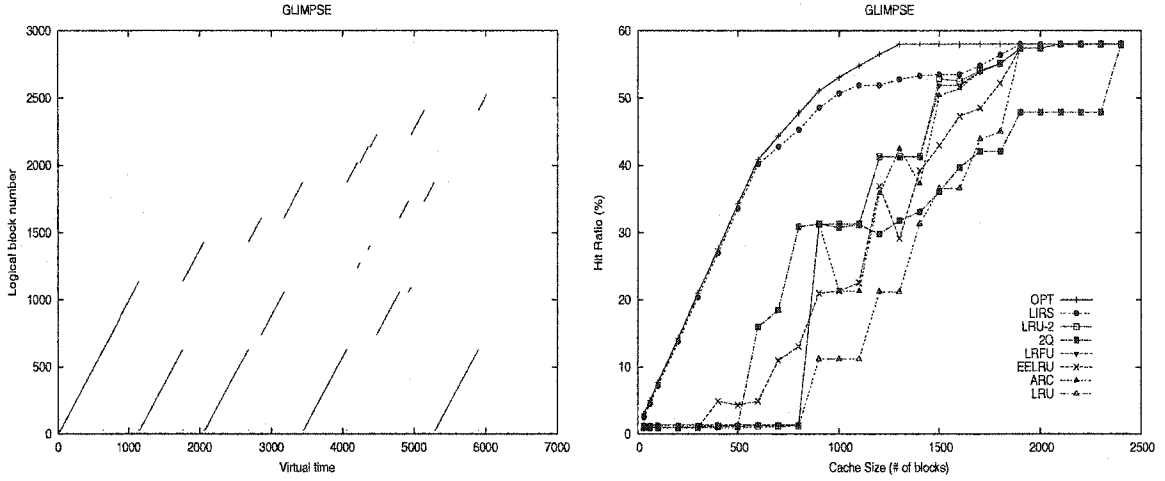 GLIMPSE
3000
2500
2000
1500
1000
500
0
Logical block number
0 1000 2000 3000 4000 5000 6000 7000
Virtual time
GLIMPSE
60
50
40
30
20
10
0
Hit Ratio (%)
0 500 1000 1500 2000 2500
Cache Size (# of blocks)
OPT
LIRS
LRU-2
2Q
LRFU
EELRU
ARC
LRU